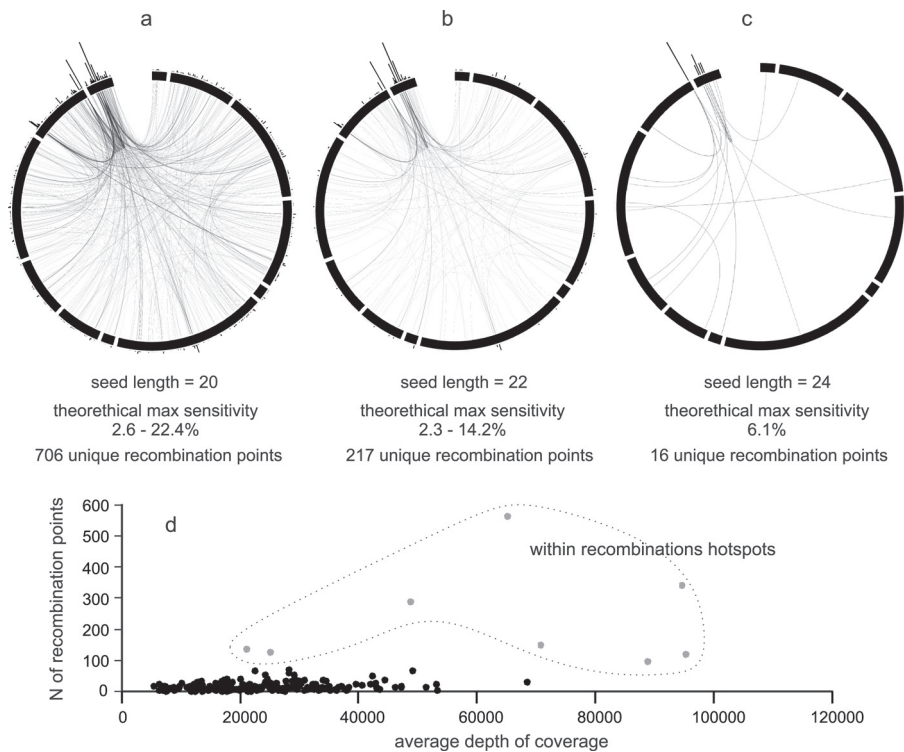 a
b
c
seed length = 20
seed length = 22
seed length = 24
theorethical max sensitivity
2.6 - 22.4%
theorethical max sensitivity
2.3 - 14.2%
theorethical max sensitivity
6.1%
706 unique recombination points
217 unique recombination points
16 unique recombination points
d
N of recombination points
600
500
400
300
200
100
0
within recombinations hotspots
0
20000
40000
60000
80000
100000
120000
average depth of coverage